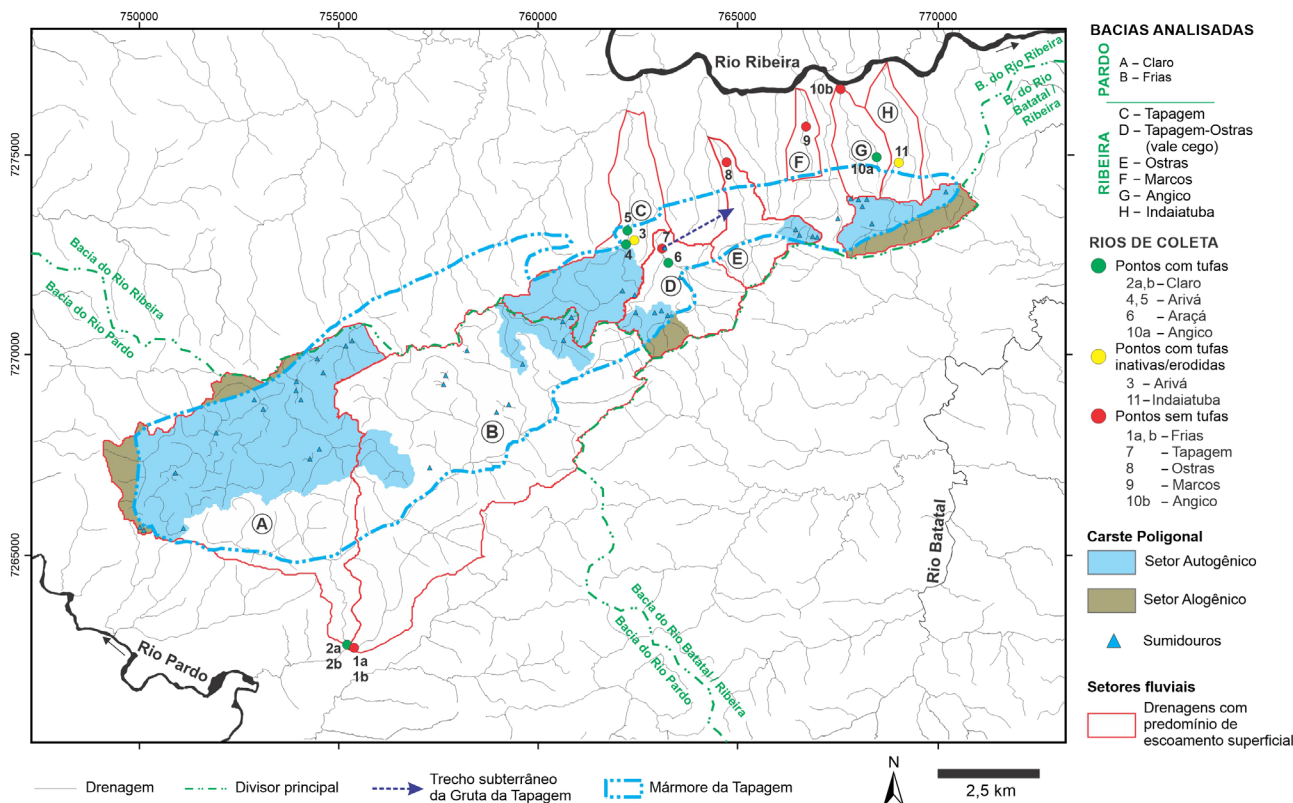 750000
755000
760000
765000
770000
7275000
7270000
7265000
Rio Ribeira
B. do Rio Ribeira
B. do Rio
Batatal /
Ribeira
10b
H
9
F
G
10a
11
8
C
5
3
4
7
6
E
D
Bacia do Rio Ribeira
Bacia do Rio Pardo
B
A
Rio Batatal
2a
2b
1a
1b
Rio Pardo
Bacia do Rio Batatal / Ribeira
Bacia do Rio Pardo
BACIAS ANALISADAS
PARDO
A – Claro
B – Frias
RIBEIRA
C – Tapagem
D – Tapagem-Ostras
(vale cego)
E – Ostras
F – Marcos
G – Angico
H – Indaiatuba
RIOS DE COLETA
Pontos com tufas
2a,b – Claro
4,5 – Arivá
6 – Araçá
10a – Angico
Pontos com tufas
inativas/erodidas
3 – Arivá
11 – Indaiatuba
Pontos sem tufas
1a,b – Frias
7 – Tapagem
8 – Ostras
9 – Marcos
10b – Angico
Carste Poligonal
Setor Autogênico
Setor Alogênico
Sumidouros
Setores fluviais
Drenagens com
predomínio de
escoamento superficial
Drenagem
Divisor principal
Trecho subterrâneo
da Gruta da Tapagem
Mármore da Tapagem
N
2,5 km